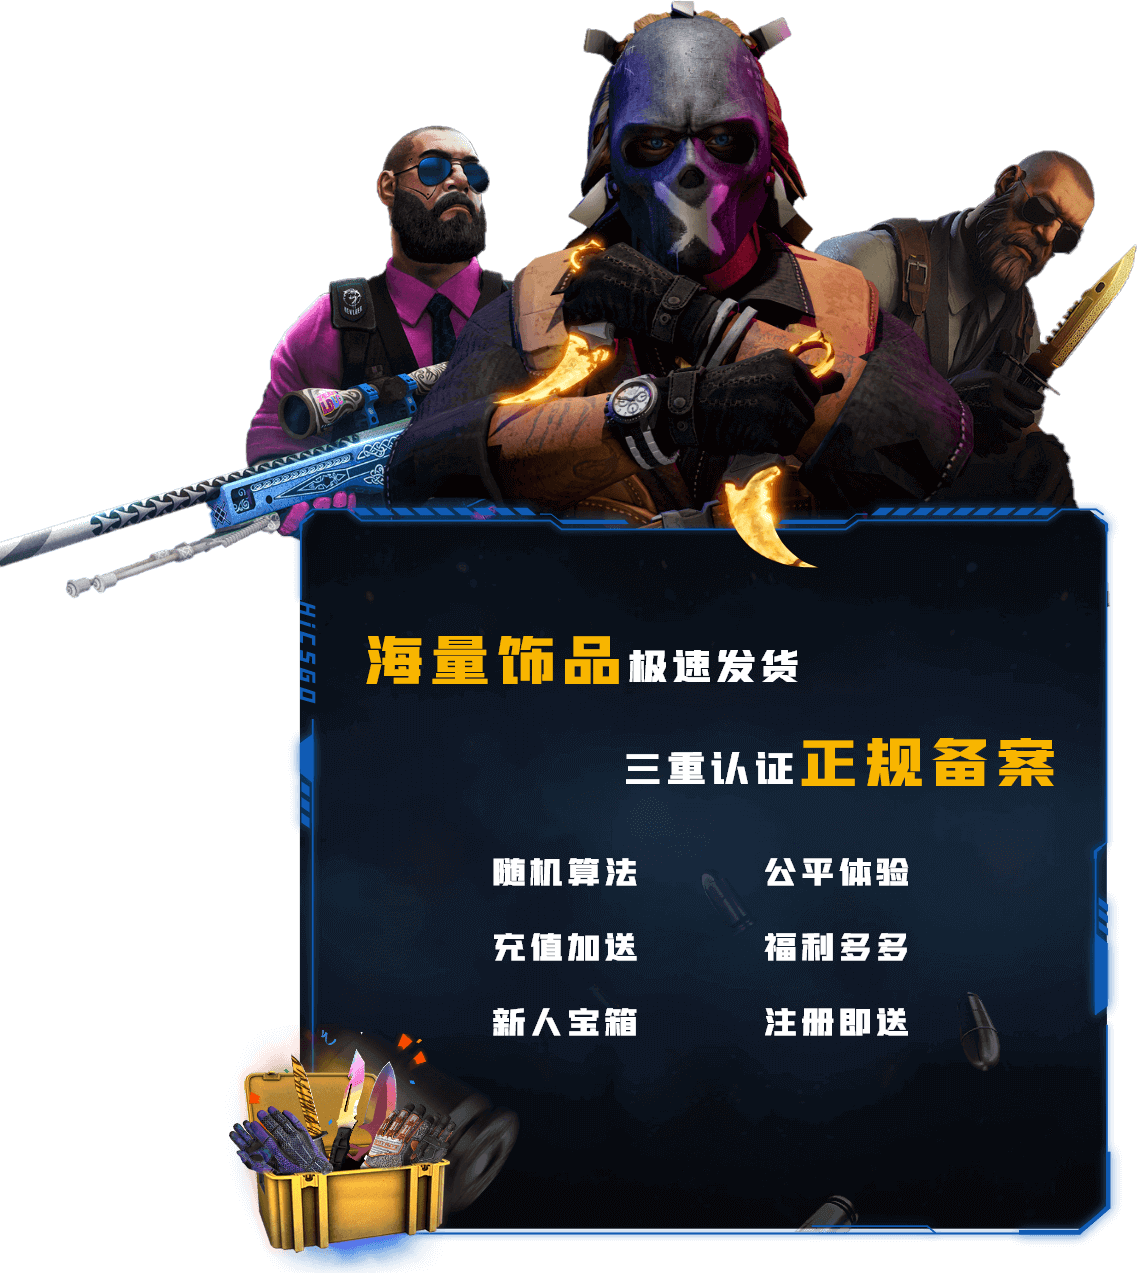 HiCSGO
海量饰品极速发货
三重认证正规备案
随机算法 公平体验
充值加送 福利多多
新人宝箱 注册即送